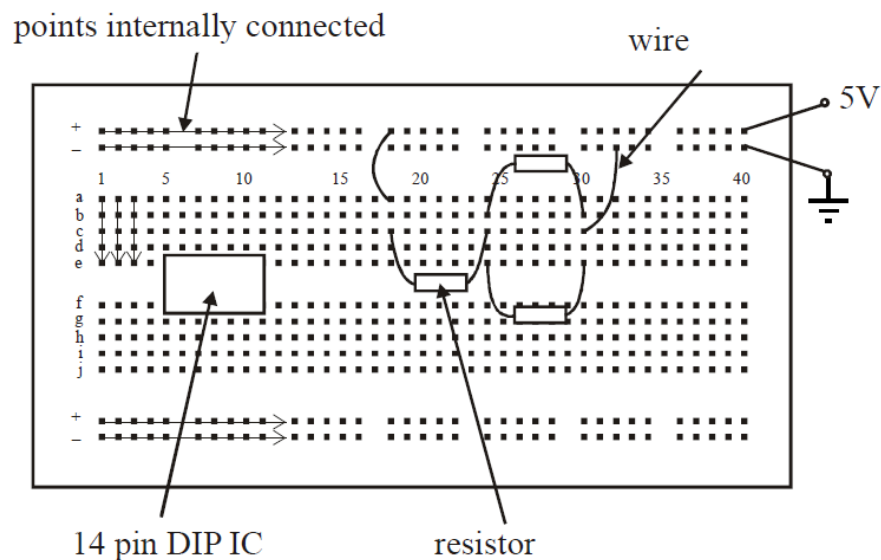 points internally connected
wire
5V
+
−
1 5 10 15 20 25 30 35 40
a
b
c
d
e
f
g
h
i
j
+
−
14 pin DIP IC
resistor